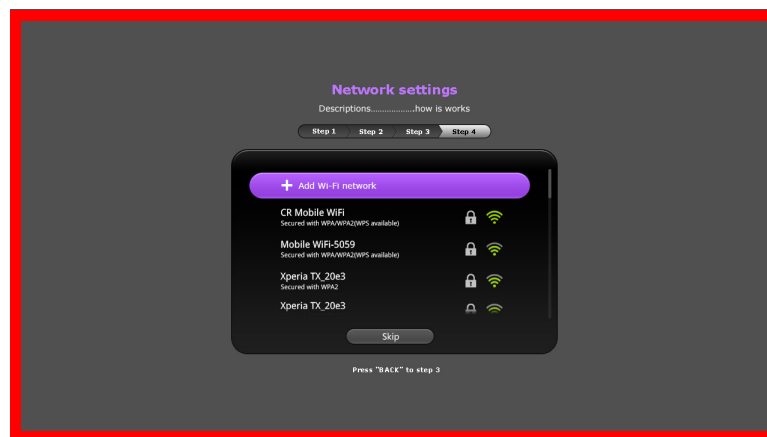 Network settings
Descriptions..................how is works
Step 1 Step 2 Step 3 Step 4
Add Wi-Fi network
CR Mobile WiFi
Secured with WPA/WPA2(WPS available)
Mobile WiFi-5059
Secured with WPA/WPA2(WPS available)
Xperia TX_20e3
Secured with WPA2
Xperia TX_20e3
Skip
Press "BACK" to step 3